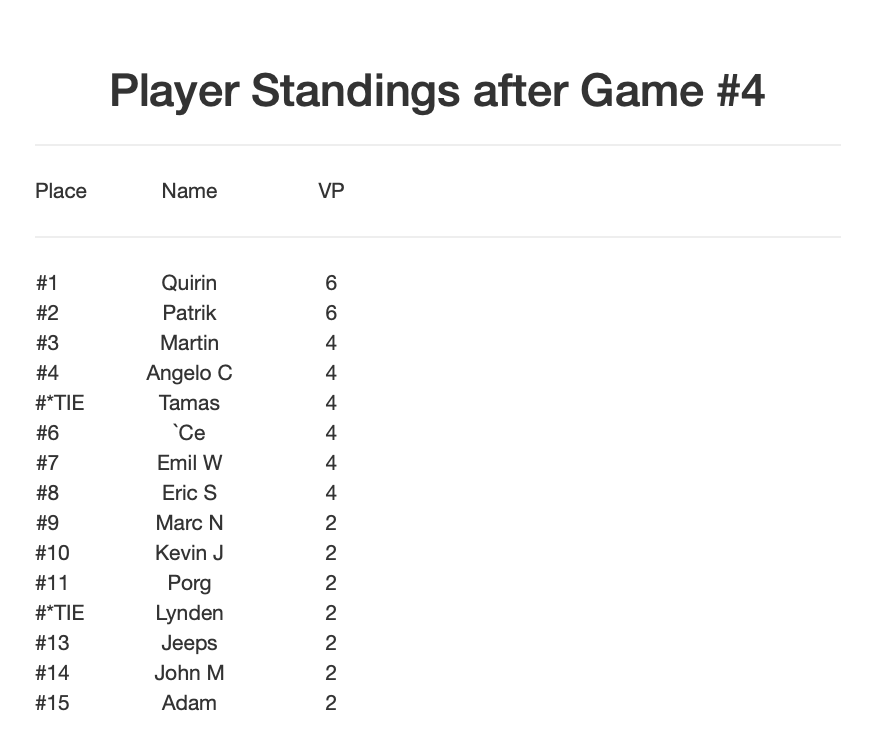 Player Standings after Game #4
Place Name VP
#1 Quirin 6
#2 Patrik 6
#3 Martin 4
#4 Angelo C 4
#*TIE Tamas 4
#6 `Ce 4
#7 Emil W 4
#8 Eric S 4
#9 Marc N 2
#10 Kevin J 2
#11 Porg 2
#*TIE Lynden 2
#13 Jeeps 2
#14 John M 2
#15 Adam 2